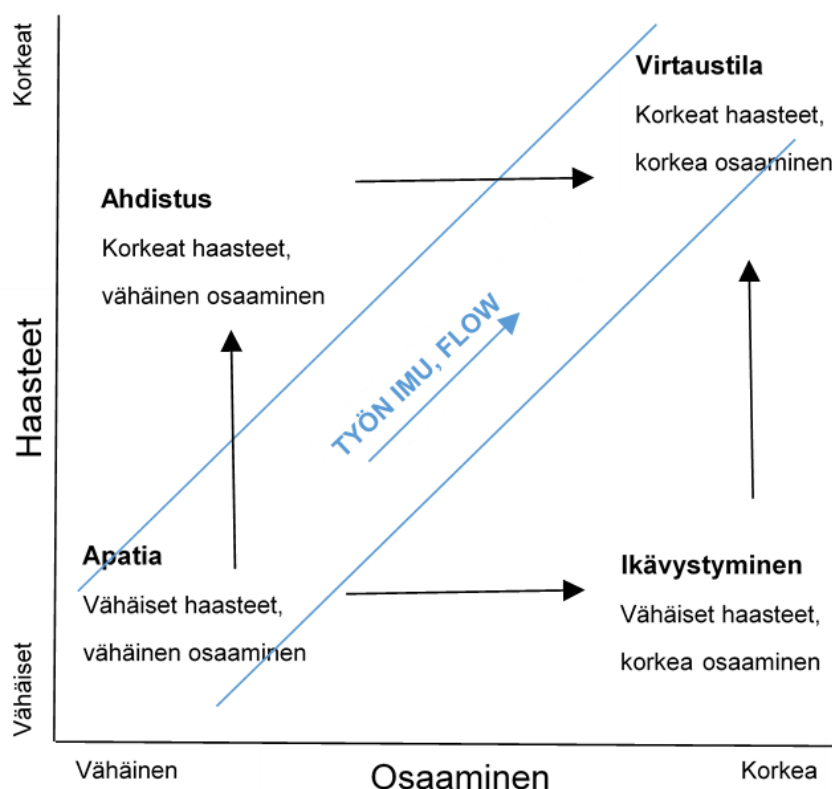 Korkeat
Virtaustila
Korkeat haasteet,
korkea osaaminen
Ahdistus
Korkeat haasteet,
vähäinen osaaminen
TYÖN IMU, FLOW
Haasteet
Apatia
Vähäiset haasteet,
vähäinen osaaminen
Ikävystyminen
Vähäiset haasteet,
korkea osaaminen
Vähäiset
Vähäinen
Osaaminen
Korkea